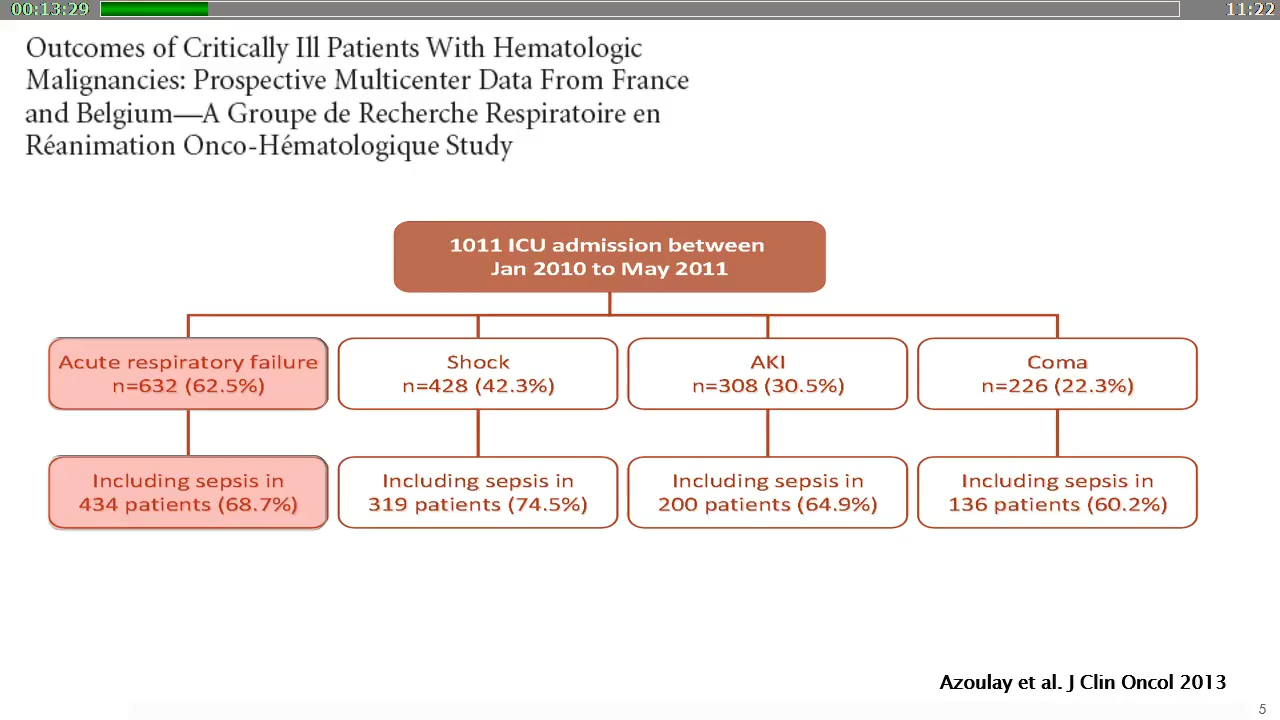 00:13:29
11:22
Outcomes of Critically Ill Patients With Hematologic
Malignancies: Prospective Multicenter Data From France
and Belgium—A Groupe de Recherche Respiratoire en
Réanimation Onco-Hématologique Study
1011 ICU admission between
Jan 2010 to May 2011
Acute respiratory failure
n=632 (62.5%)
Shock
n=428 (42.3%)
AKI
n=308 (30.5%)
Coma
n=226 (22.3%)
Including sepsis in
434 patients (68.7%)
Including sepsis in
319 patients (74.5%)
Including sepsis in
200 patients (64.9%)
Including sepsis in
136 patients (60.2%)
Azoulay et al. J Clin Oncol 2013
5